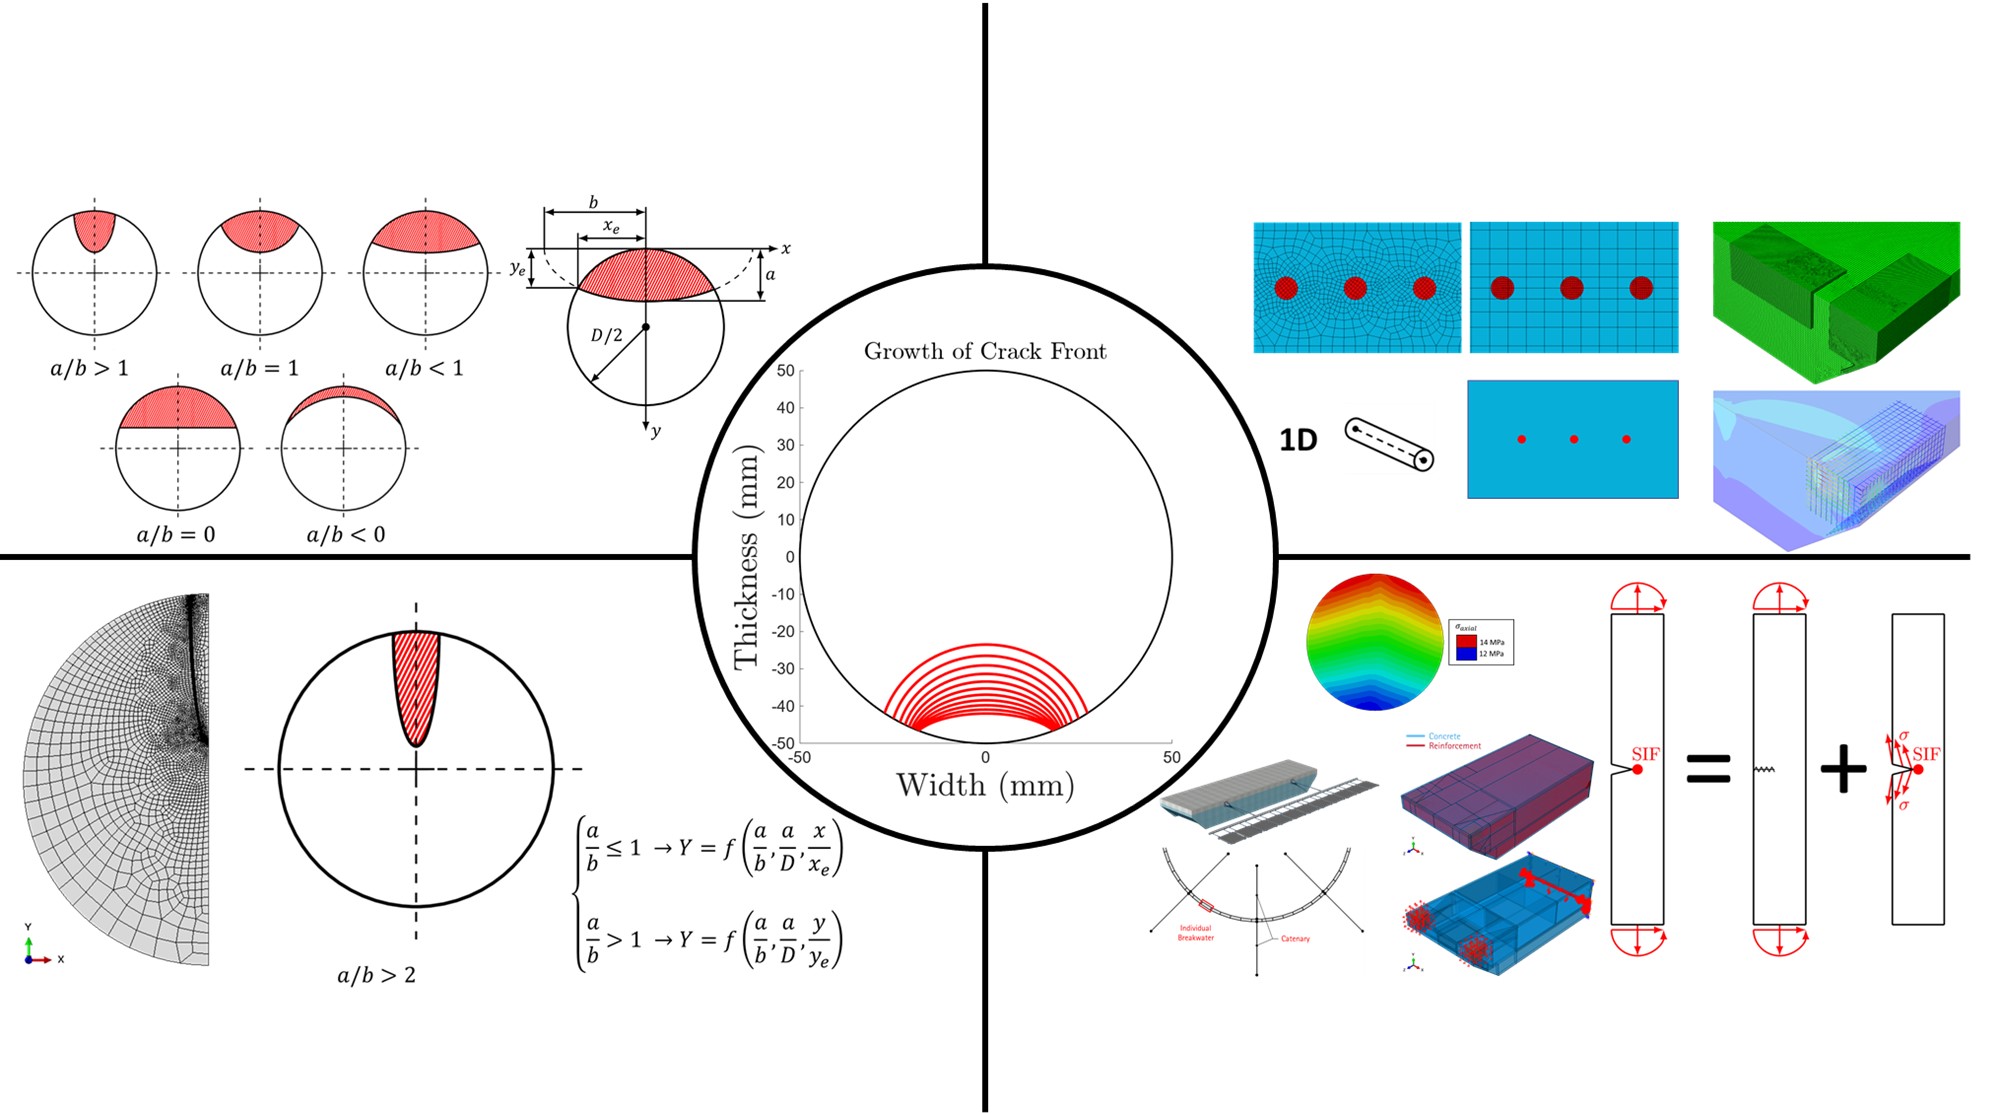 b
x_e
x
y_e
a
D/2
y
a/b > 1
a/b = 1
a/b < 1
a/b = 0
a/b < 0
Growth of Crack Front
Thickness (mm)
50
40
30
20
10
0
-10
-20
-30
-40
-50
-50
0
50
Width (mm)
1D
Y
X
a/b > 2
a/b ≤ 1 → Y = f(a/b, a/D, x/x_e)
a/b > 1 → Y = f(a/b, a/D, y/y_e)
σ_axial
14 MPa
12 MPa
Concrete
Reinforcement
Individual
Breakwater
Catenary
SIF
=
+
σ
SIF
σ